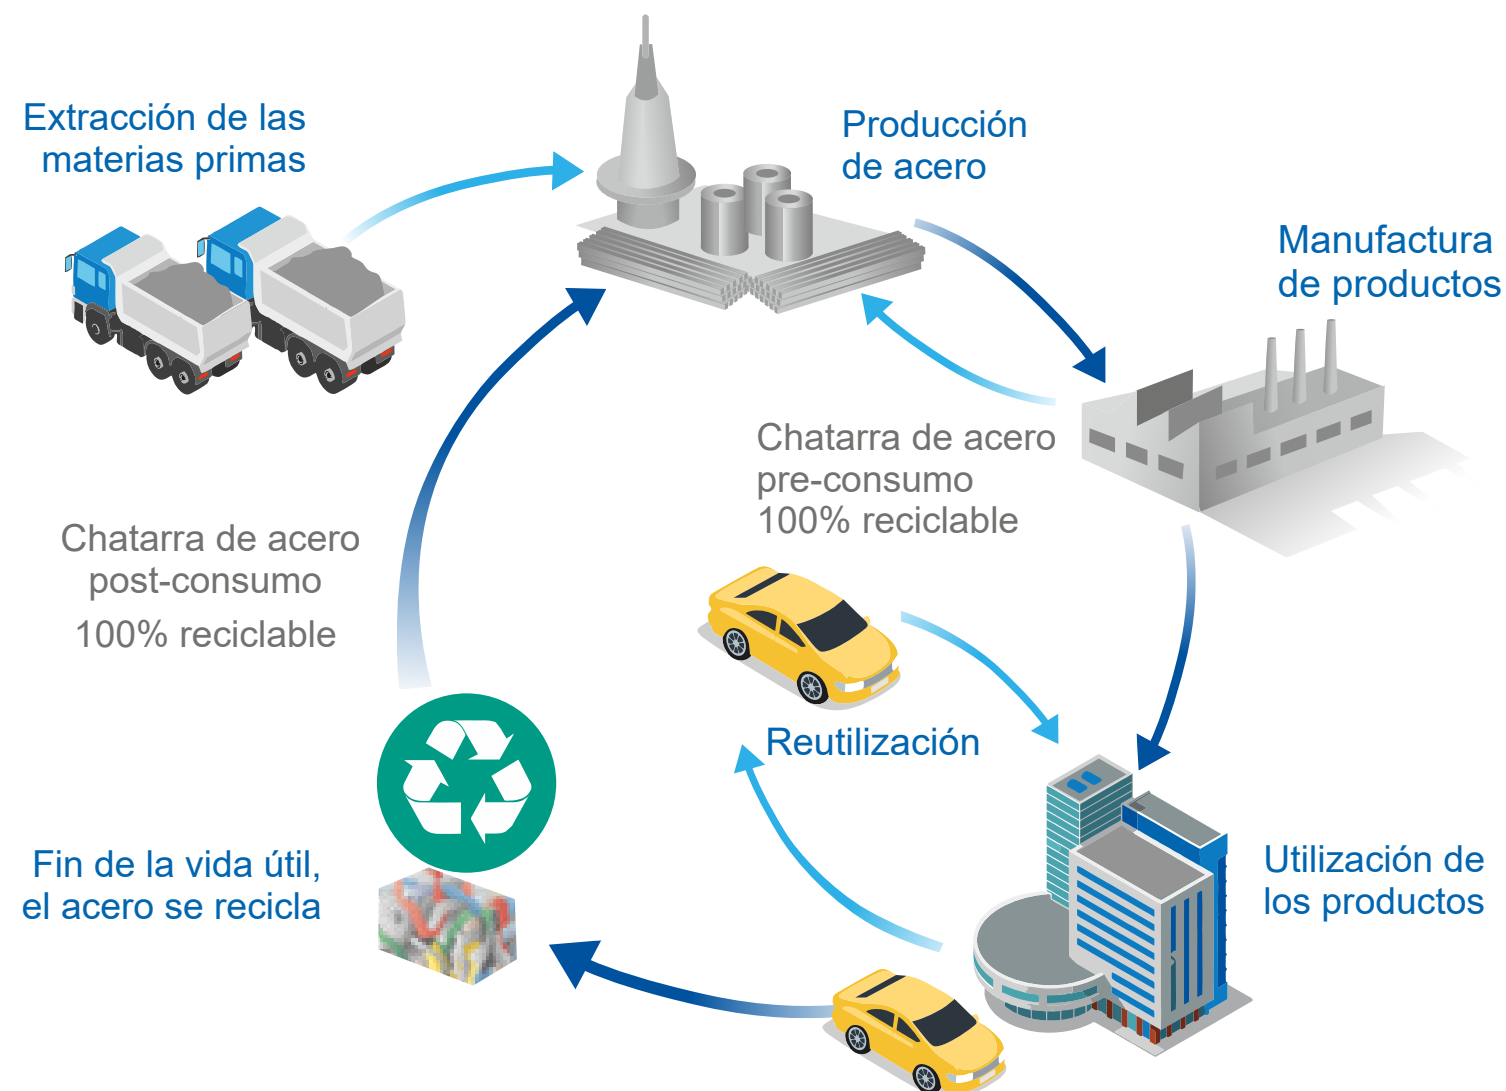 Extracción de las
materias primas
Producción
de acero
Manufactura
de productos
Chatarra de acero
pre-consumo
100% reciclable
Chatarra de acero
post-consumo
100% reciclable
Reutilización
Utilización de
los productos
Fin de la vida útil,
el acero se recicla